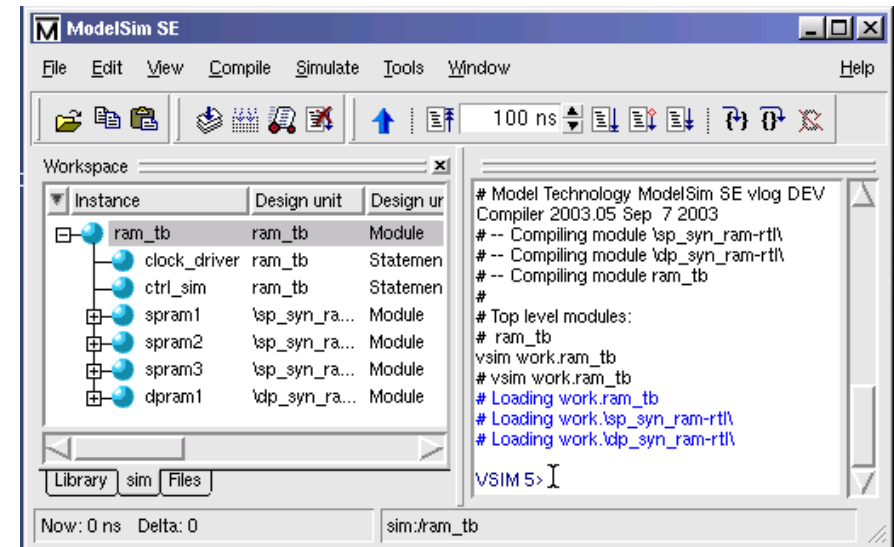 ModelSim SE
File Edit View Compile Simulate Tools Window Help
100 ns
Workspace
Instance Design unit Design ur
ram_tb ram_tb Module
clock_driver ram_tb Statemen
ctrl_sim ram_tb Statemen
spram1 \sp_syn_ra... Module
spram2 \sp_syn_ra... Module
spram3 \sp_syn_ra... Module
dpram1 \dp_syn_ra... Module
Library sim Files
# Model Technology ModelSim SE vlog DEV
Compiler 2003.05 Sep 7 2003
# -- Compiling module \sp_syn_ram-rtl\
# -- Compiling module \dp_syn_ram-rtl\
# -- Compiling module ram_tb
#
# Top level modules:
# ram_tb
vsim work.ram_tb
# vsim work.ram_tb
# Loading work.ram_tb
# Loading work.\sp_syn_ram-rtl\
# Loading work.\dp_syn_ram-rtl\
VSIM 5>
Now: 0 ns Delta: 0 sim:/ram_tb